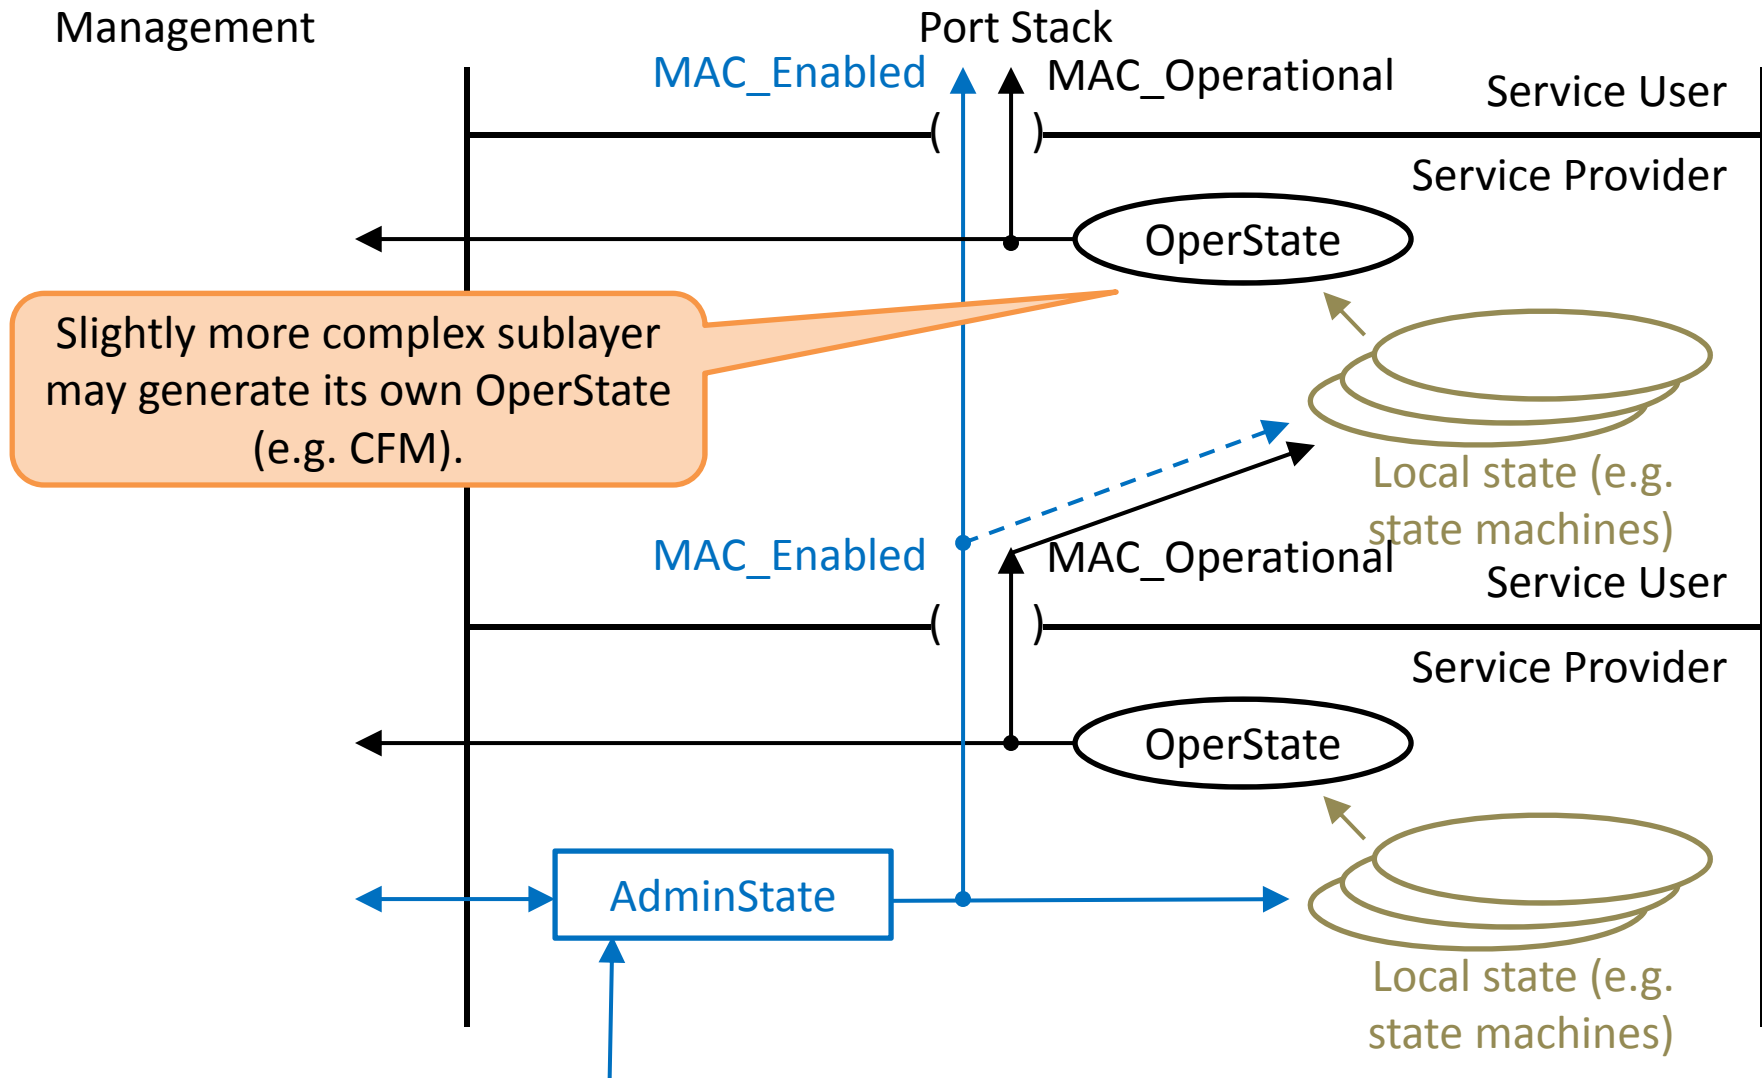 Management
Port Stack
MAC_Enabled
MAC_Operational
Service User
( )
Service Provider
OperState
Slightly more complex sublayer
may generate its own OperState
(e.g. CFM).
Local state (e.g.
state machines)
MAC_Enabled
MAC_Operational
Service User
( )
Service Provider
OperState
AdminState
Local state (e.g.
state machines)